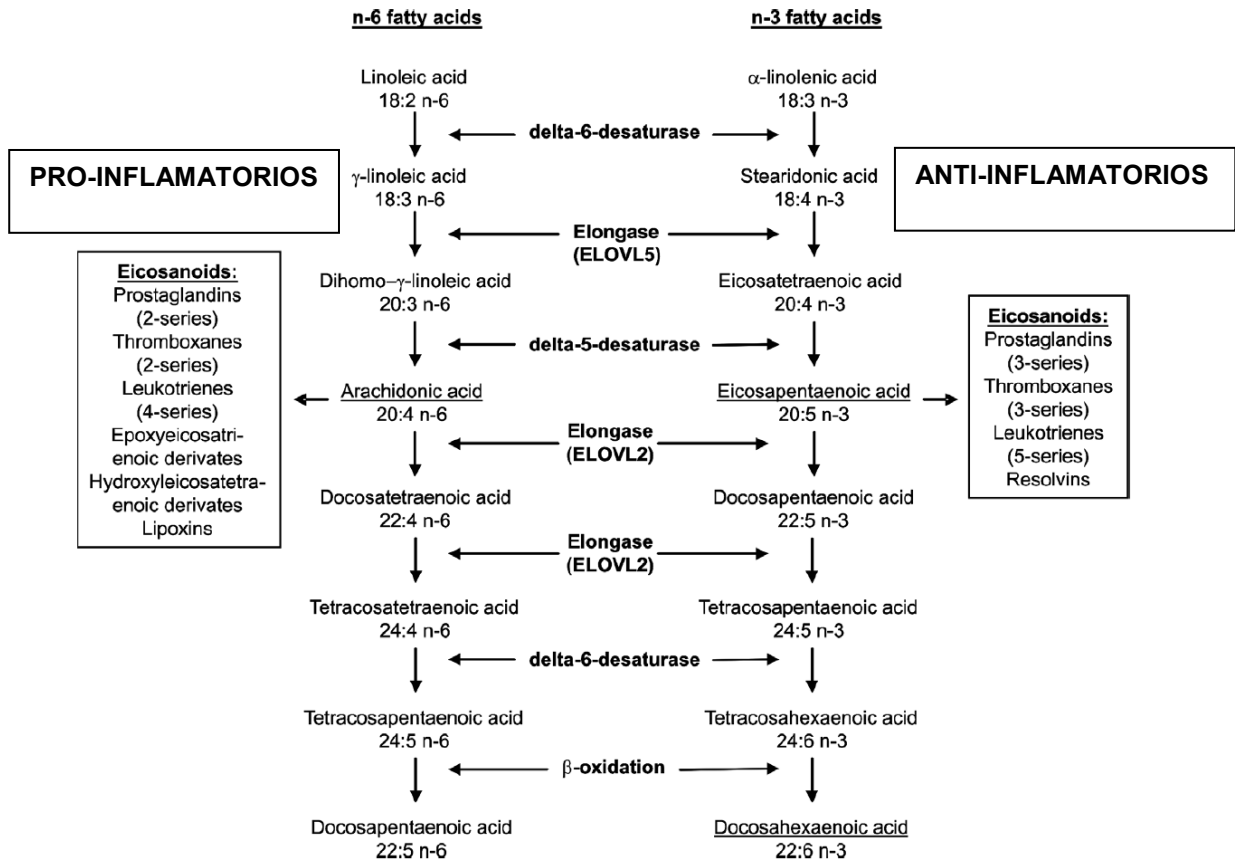 n-6 fatty acids
n-3 fatty acids
Linoleic acid
18:2 n-6
α-linolenic acid
18:3 n-3
delta-6-desaturase
PRO-INFLAMATORIOS
γ-linoleic acid
18:3 n-6
Stearidonic acid
18:4 n-3
ANTI-INFLAMATORIOS
Elongase
(ELOVL5)
Dihomo-γ-linoleic acid
20:3 n-6
Eicosatetraenoic acid
20:4 n-3
delta-5-desaturase
Eicosanoids:
Prostaglandins
(2-series)
Thromboxanes
(2-series)
Leukotrienes
(4-series)
Epoxyeicosatri-
enoic derivates
Hydroxyleicosatetra-
enoic derivates
Lipoxins
Arachidonic acid
20:4 n-6
Eicosapentaenoic acid
20:5 n-3
Eicosanoids:
Prostaglandins
(3-series)
Thromboxanes
(3-series)
Leukotrienes
(5-series)
Resolvins
Elongase
(ELOVL2)
Docosatetraenoic acid
22:4 n-6
Docosapentaenoic acid
22:5 n-3
Elongase
(ELOVL2)
Tetracosatetraenoic acid
24:4 n-6
Tetracosapentaenoic acid
24:5 n-3
delta-6-desaturase
Tetracosapentaenoic acid
24:5 n-6
Tetracosahexaenoic acid
24:6 n-3
β-oxidation
Docosapentaenoic acid
22:5 n-6
Docosahexaenoic acid
22:6 n-3